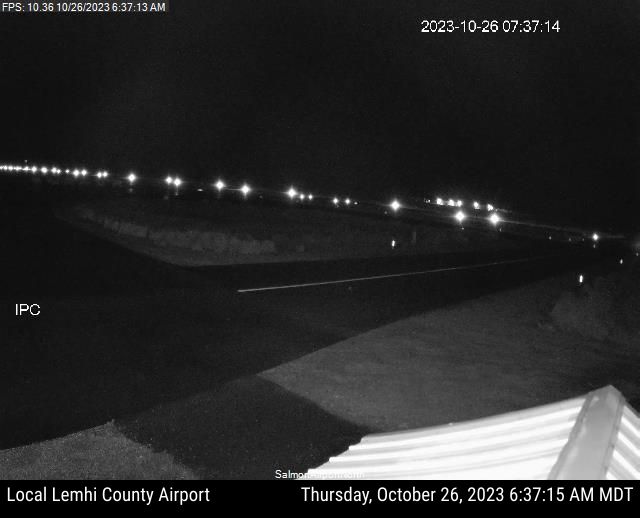 FPS: 10.36 10/26/2023 6:37:13 AM
2023-10-26 07:37:14
IPC
Local Lemhi County Airport
Thursday, October 26, 2023 6:37:15 AM MDT